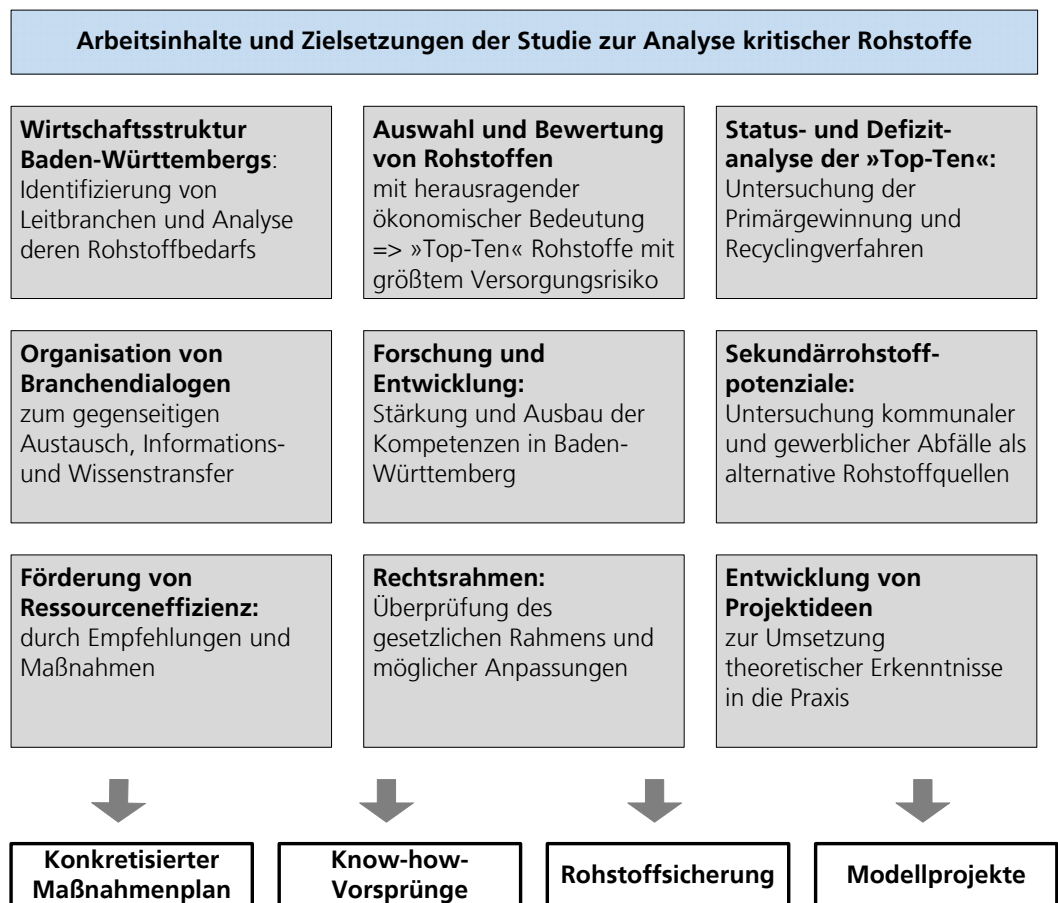 Arbeitsinhalte und Zielsetzungen der Studie zur Analyse kritischer Rohstoffe
Wirtschaftsstruktur
Baden-Württembergs:
Identifizierung von
Leitbranchen und Analyse
deren Rohstoffbedarfs
Auswahl und Bewertung
von Rohstoffen
mit herausragender
ökonomischer Bedeutung
=> »Top-Ten« Rohstoffe mit
größtem Versorgungsrisiko
Status- und Defizit-
analyse der »Top-Ten«:
Untersuchung der
Primärgewinnung und
Recyclingverfahren
Organisation von
Branchendialogen
zum gegenseitigen
Austausch, Informations-
und Wissenstransfer
Forschung und
Entwicklung:
Stärkung und Ausbau der
Kompetenzen in Baden-
Württemberg
Sekundärrohstoff-
potenziale:
Untersuchung kommunaler
und gewerblicher Abfälle als
alternative Rohstoffquellen
Förderung von
Ressourceneffizienz:
durch Empfehlungen und
Maßnahmen
Rechtsrahmen:
Überprüfung des
gesetzlichen Rahmens und
möglicher Anpassungen
Entwicklung von
Projektideen
zur Umsetzung
theoretischer Erkenntnisse
in die Praxis
Konkretisierter
Maßnahmenplan
Know-how-
Vorsprünge
Rohstoffsicherung
Modellprojekte